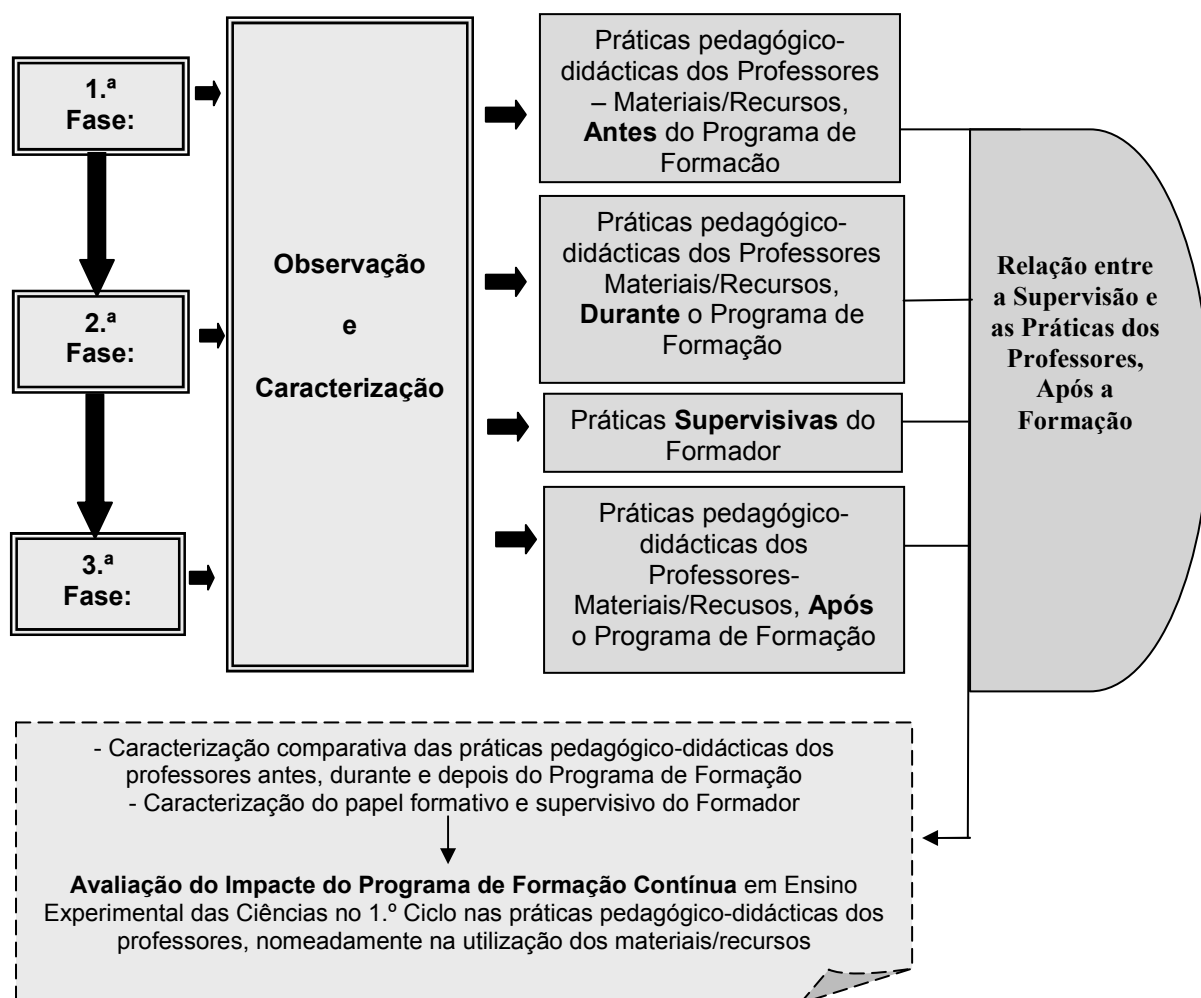 1.ª
Fase:
2.ª
Fase:
3.ª
Fase:
Observação
e
Caracterização
Práticas pedagógico-
didácticas dos Professores
– Materiais/Recursos,
Antes do Programa de
Formacão
Práticas pedagógico-
didácticas dos Professores
Materiais/Recursos,
Durante o Programa de
Formação
Práticas Supervisivas do
Formador
Práticas pedagógico-
didácticas dos
Professores-
Materiais/Recusos, Após
o Programa de Formação
Relação entre
a Supervisão e
as Práticas dos
Professores,
Após a
Formação
- Caracterização comparativa das práticas pedagógico-didácticas dos
professores antes, durante e depois do Programa de Formação
- Caracterização do papel formativo e supervisivo do Formador
Avaliação do Impacte do Programa de Formação Contínua em Ensino
Experimental das Ciências no 1.º Ciclo nas práticas pedagógico-didácticas dos
professores, nomeadamente na utilização dos materiais/recursos